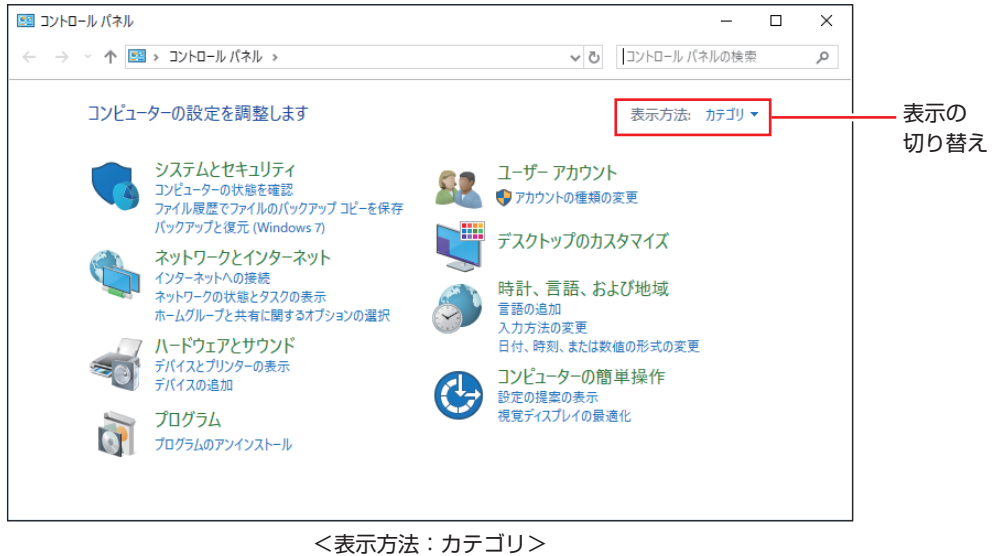 コントロール パネル
コントロール パネル
コントロール パネルの検索
コンピューターの設定を調整します
表示方法: カテゴリ
表示の
切り替え
システムとセキュリティ
コンピューターの状態を確認
ファイル履歴でファイルのバックアップ コピーを保存
バックアップと復元 (Windows 7)
ネットワークとインターネット
インターネットへの接続
ネットワークの状態とタスクの表示
ホームグループと共有に関するオプションの選択
ハードウェアとサウンド
デバイスとプリンターの表示
デバイスの追加
プログラム
プログラムのアンインストール
ユーザー アカウント
アカウントの種類の変更
デスクトップのカスタマイズ
時計、言語、および地域
言語の追加
入力方法の変更
日付、時刻、または数値の形式の変更
コンピューターの簡単操作
設定の提案の表示
視覚ディスプレイの最適化
＜表示方法：カテゴリ＞